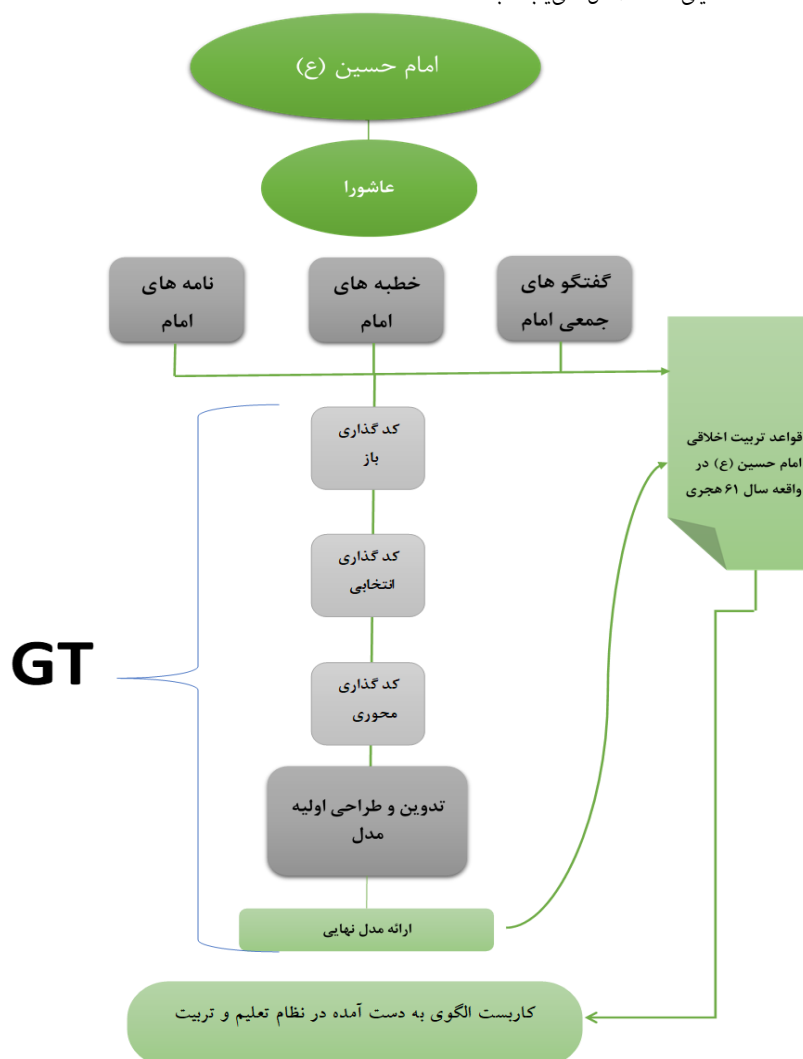 امام حسین (ع)
عاشورا
گفتگو های
جمعی امام
خطبه های
امام
نامه های
امام
قواعد تربیت اخلاقی
امام حسین (ع) در
واقعه سال ۶۱ هجری
کد گذاری
باز
کد گذاری
انتخابی
کد گذاری
محوری
GT
تدوین و طراحی اولیه
مدل
ارائه مدل نهایی
کاربست الگوی به دست آمده در نظام تعلیم و تربیت